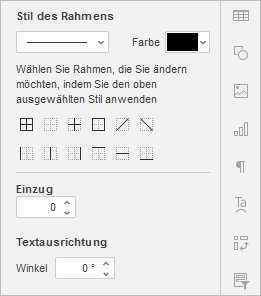 Stil des Rahmens
Farbe
Wählen Sie Rahmen, die Sie ändern
möchten, indem Sie den oben
ausgewählten Stil anwenden
Einzug
0
Textausrichtung
Winkel 0 °
Ta